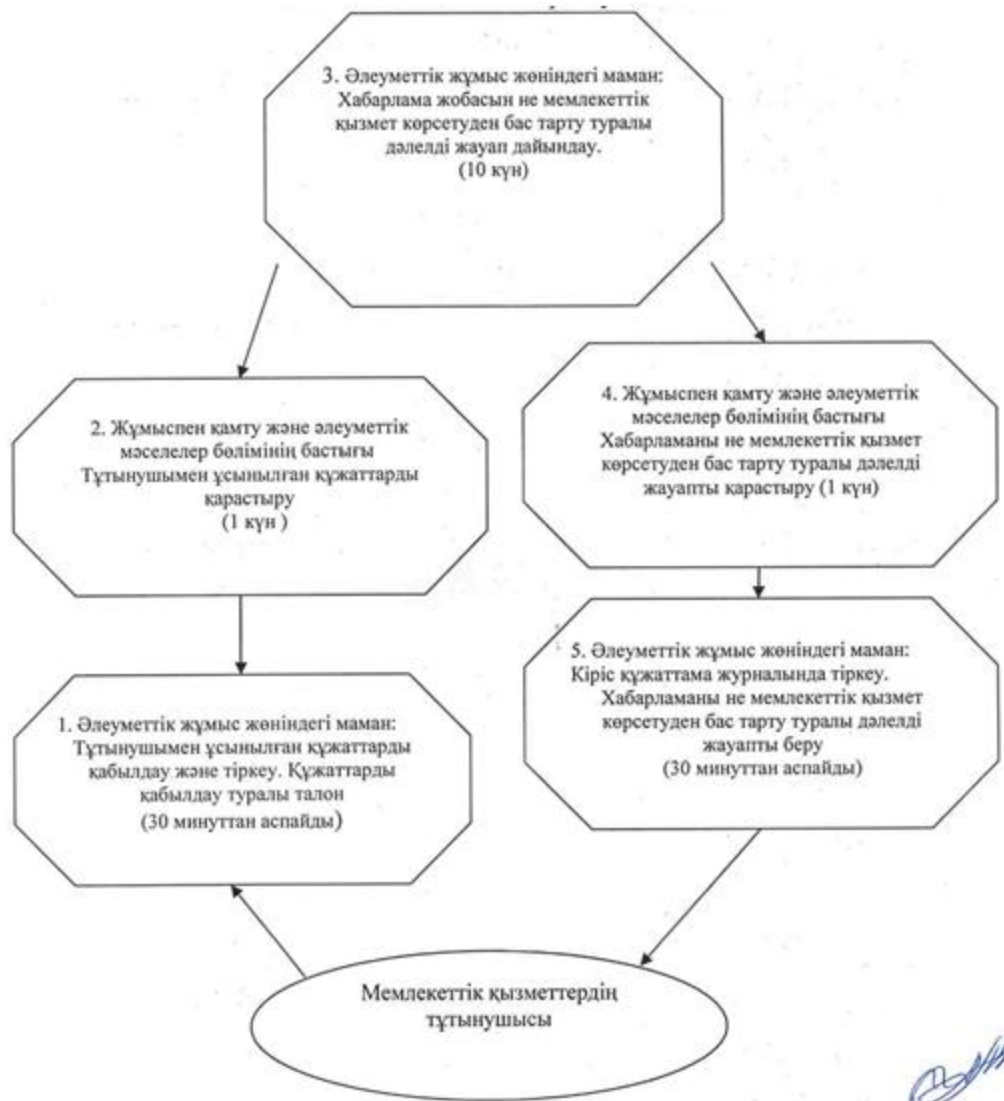 3. Әлеуметтік жұмыс жөніндегі маман:
Хабарлама жобасын не мемлекеттік
қызмет көрсетуден бас тарту туралы
дәлелді жауап дайындау.
(10 күн)
2. Жұмыспен қамту және әлеуметтік
мәселелер бөлімінің бастығы
Тұтынушымен ұсынылған құжаттарды
қарастыру
(1 күн )
4. Жұмыспен қамту және әлеуметтік
мәселелер бөлімінің бастығы
Хабарламаны не мемлекеттік қызмет
көрсетуден бас тарту туралы дәлелді
жауапты қарастыру (1 күн)
1. Әлеуметтік жұмыс жөніндегі маман:
Тұтынушымен ұсынылған құжаттарды
қабылдау және тіркеу. Құжаттарды
қабылдау туралы талон
(30 минуттан аспайды)
5. Әлеуметтік жұмыс жөніндегі маман:
Кіріс құжаттама журналында тіркеу.
Хабарламаны не мемлекеттік қызмет
көрсетуден бас тарту туралы дәлелді
жауапты беру
(30 минуттан аспайды)
Мемлекеттік қызметтердің
тұтынушысы